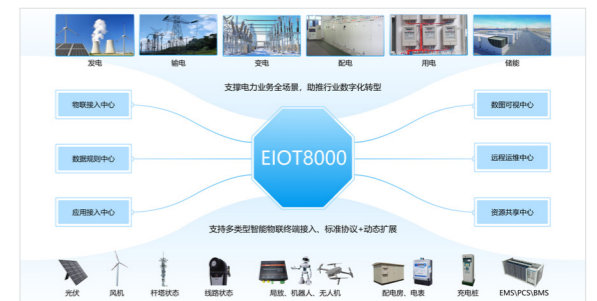 发电 输电 变电 配电 用电 储能
支撑电力业务全场景，助推行业数字化转型
物联接入中心
数图可视中心
数据规则中心
EIOT8000
远程运维中心
应用接入中心
资源共享中心
支持多类型智能物联终端接入、标准协议+动态扩展
光伏 风机 杆塔状态 线路状态 局放、机器人、无人机 配电房、电表 充电桩 EMS\PCS\BMS